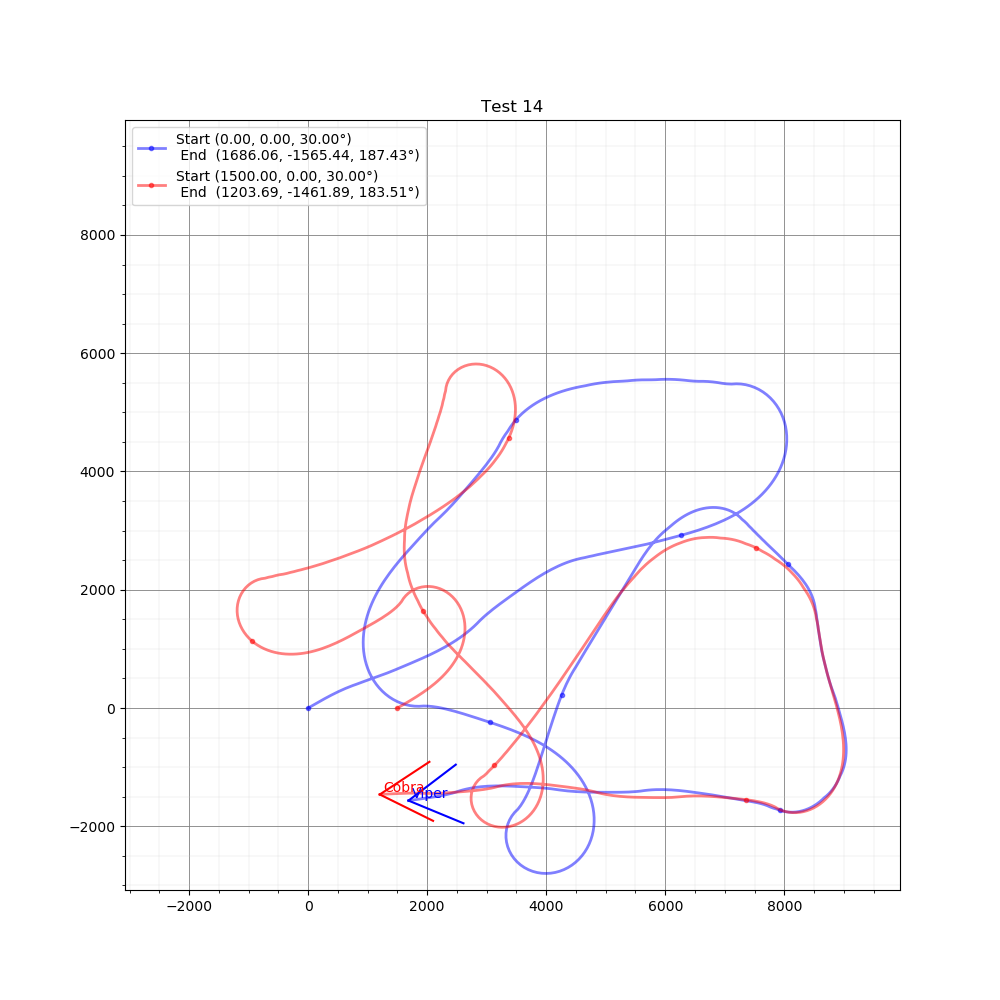 Test 14
Start (0.00, 0.00, 30.00°)
End  (1686.06, -1565.44, 187.43°)
Start (1500.00, 0.00, 30.00°)
End  (1203.69, -1461.89, 183.51°)
8000
6000
4000
2000
0
−2000
Cobra
Viper
−2000
0
2000
4000
6000
8000